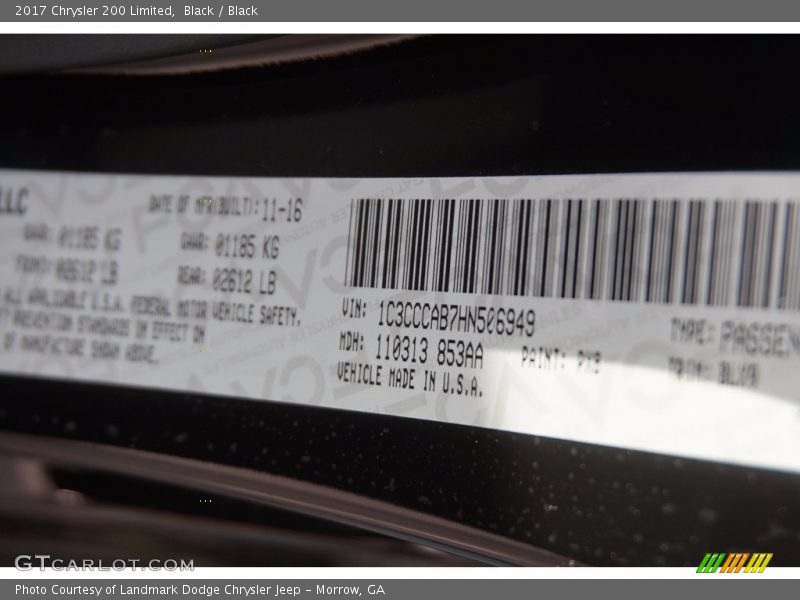 2017 Chrysler 200 Limited,  Black / Black
LLC
DATE OF MFR(BUILT): 11-16
GAWR: 01185 KG
GAWR: 01185 KG
FRONT: 02612 LB
REAR: 02612 LB
ALL APPLICABLE U.S.A. FEDERAL MOTOR VEHICLE SAFETY,
PREVENTION STANDARDS IN EFFECT ON
OF MANUFACTURE SHOWN ABOVE.
VIN: 1C3CCCAB7HN506949
TYPE: PASSEN
MDH: 110313 853AA
PAINT: PX8
VEHICLE MADE IN U.S.A.
GTCARLOT.COM
Photo Courtesy of Landmark Dodge Chrysler Jeep – Morrow, GA